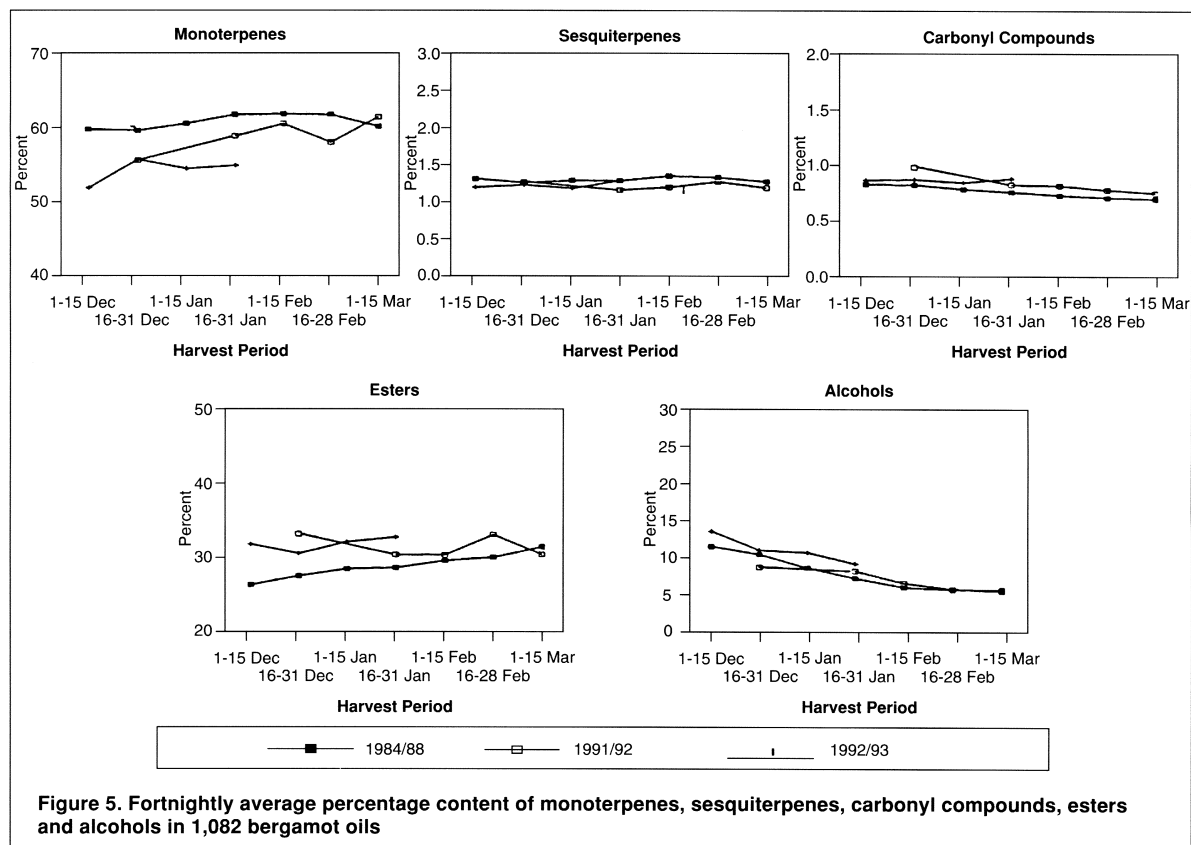 Monoterpenes
70
60
50
40
Percent
1-15 Dec 1-15 Jan 1-15 Feb 1-15 Mar
16-31 Dec 16-31 Jan 16-28 Feb
Harvest Period
Sesquiterpenes
3.0
2.5
2.0
1.5
1.0
0.5
0.0
Percent
1-15 Dec 1-15 Jan 1-15 Feb 1-15 Mar
16-31 Dec 16-31 Jan 16-28 Feb
Harvest Period
Carbonyl Compounds
2.0
1.5
1.0
0.5
0.0
Percent
1-15 Dec 1-15 Jan 1-15 Feb 1-15 Mar
16-31 Dec 16-31 Jan 16-28 Feb
Harvest Period
Esters
50
40
30
20
Percent
1-15 Dec 1-15 Jan 1-15 Feb 1-15 Mar
16-31 Dec 16-31 Jan 16-28 Feb
Harvest Period
Alcohols
30
25
20
15
10
5
0
Percent
1-15 Dec 1-15 Jan 1-15 Feb 1-15 Mar
16-31 Dec 16-31 Jan 16-28 Feb
Harvest Period
1984/88 1991/92 1992/93
Figure 5. Fortnightly average percentage content of monoterpenes, sesquiterpenes, carbonyl compounds, esters
and alcohols in 1,082 bergamot oils